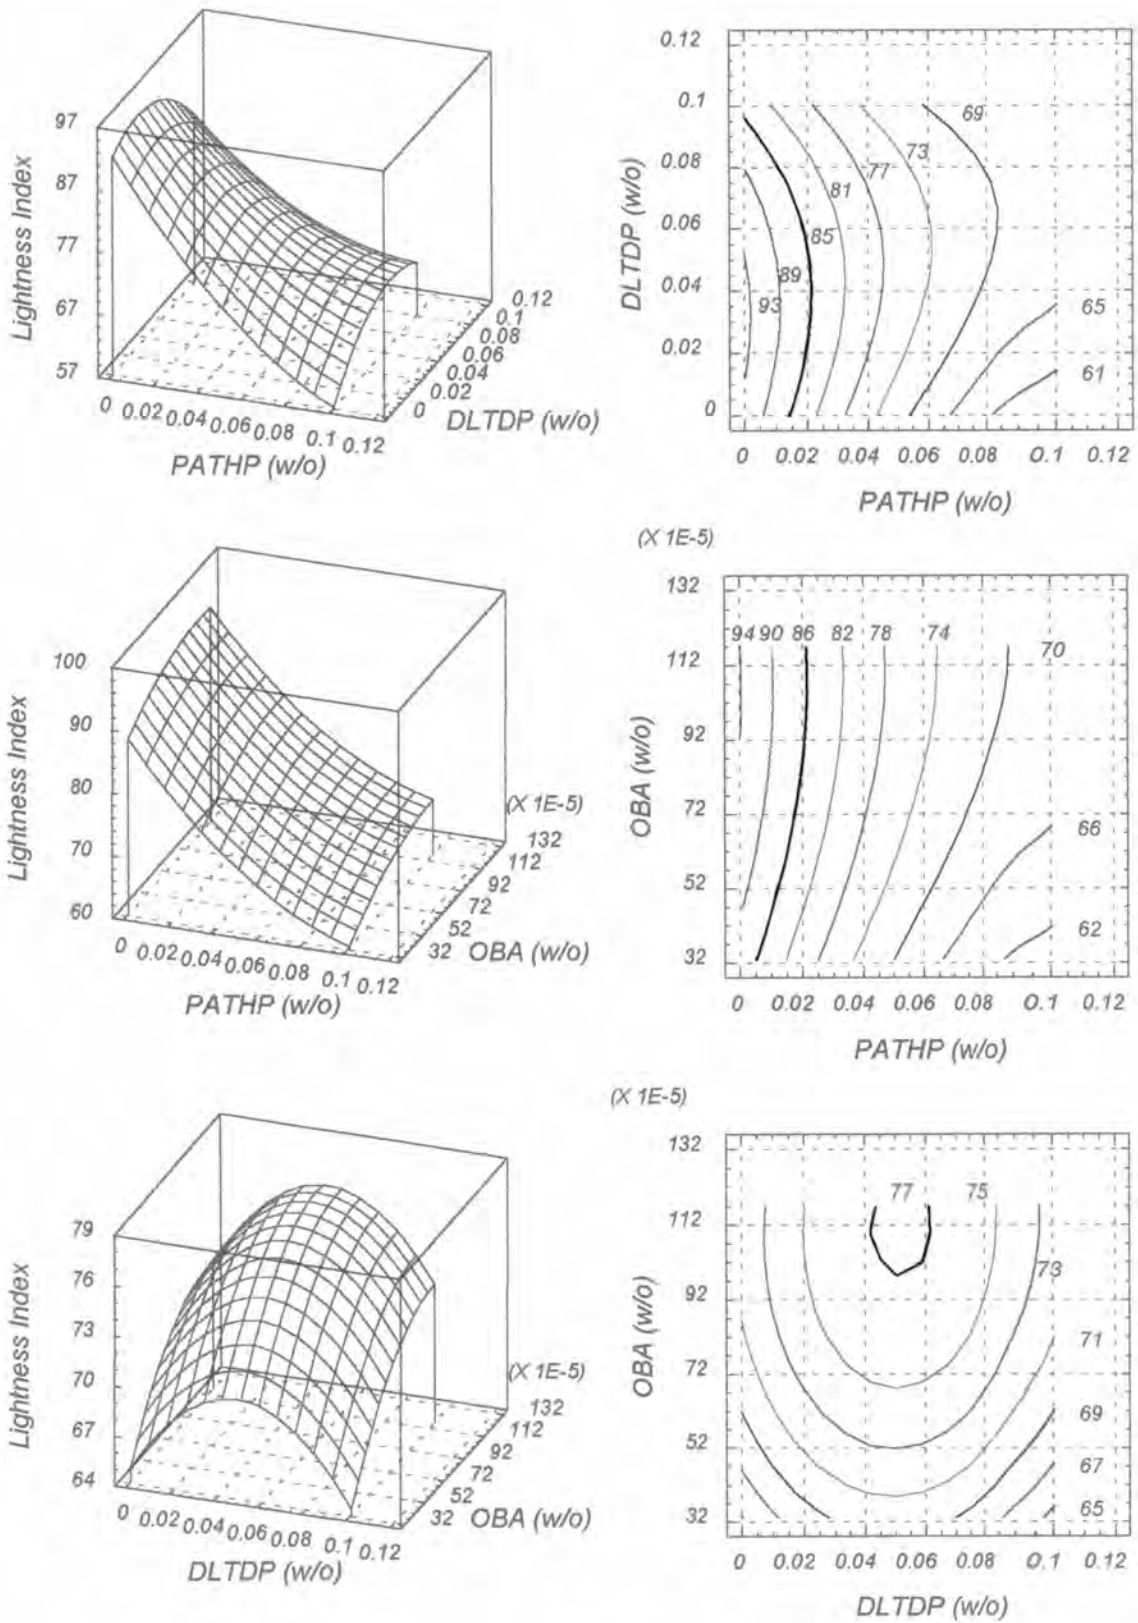 97
87
77
67
57
Lightness Index
0 0.02 0.04 0.06 0.08 0.1 0.12
PATHP (w/o)
0 0.02 0.04 0.06 0.08 0.1 0.12
DLTDP (w/o)
0.12
0.1
0.08
0.06
0.04
0.02
0
DLTDP (w/o)
69
73
77
81
85
89
93
65
61
0 0.02 0.04 0.06 0.08 0.1 0.12
PATHP (w/o)
100
90
80
70
60
Lightness Index
0 0.02 0.04 0.06 0.08 0.1 0.12
PATHP (w/o)
(X 1E-5)
132
112
92
72
52
32 OBA (w/o)
(X 1E-5)
132
112
92
72
52
32
OBA (w/o)
94 90 86 82 78 74 70
66
62
0 0.02 0.04 0.06 0.08 0.1 0.12
PATHP (w/o)
79
76
73
70
67
64
Lightness Index
0 0.02 0.04 0.06 0.08 0.1 0.12
DLTDP (w/o)
(X 1E-5)
132
112
92
72
52
32 OBA (w/o)
(X 1E-5)
132
112
92
72
52
32
OBA (w/o)
77 75
73
71
69
67
65
0 0.02 0.04 0.06 0.08 0.1 0.12
DLTDP (w/o)